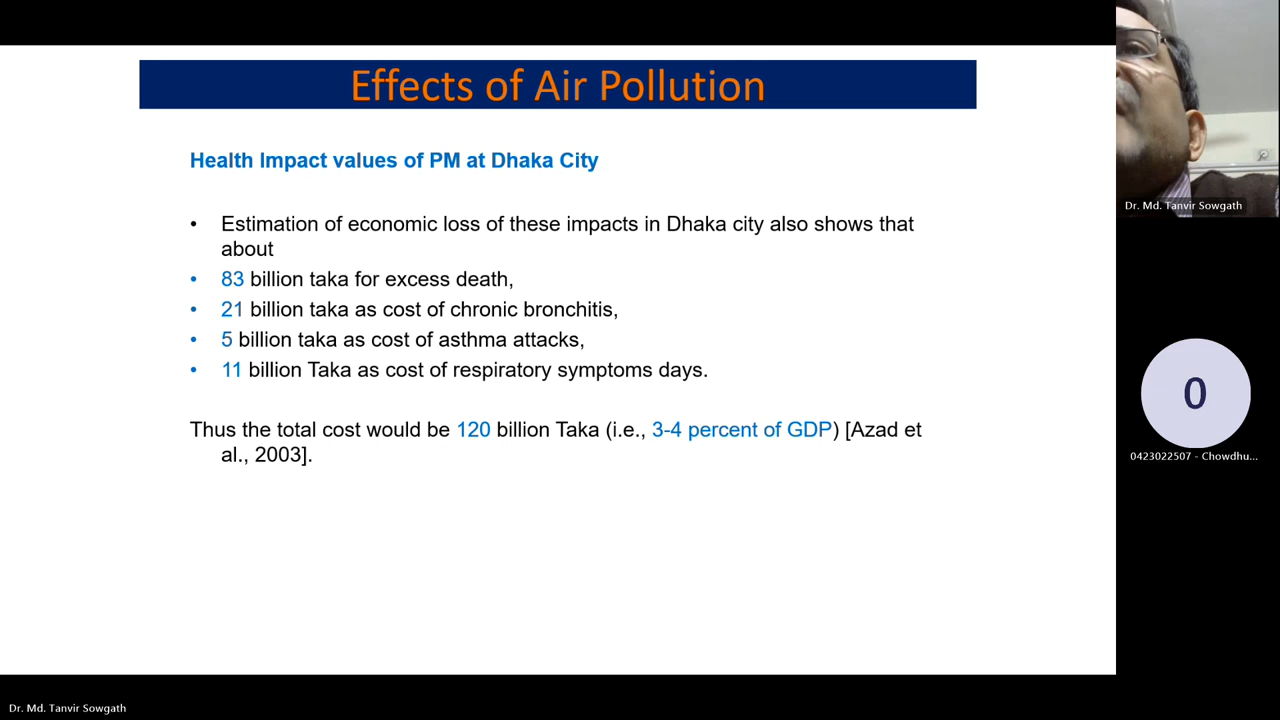 Effects of Air Pollution
Health Impact values of PM at Dhaka City
• Estimation of economic loss of these impacts in Dhaka city also shows that
about
• 83 billion taka for excess death,
• 21 billion taka as cost of chronic bronchitis,
• 5 billion taka as cost of asthma attacks,
• 11 billion Taka as cost of respiratory symptoms days.
Thus the total cost would be 120 billion Taka (i.e., 3-4 percent of GDP) [Azad et
al., 2003].
Dr. Md. Tanvir Sowgath
0
0423022507 - Chowdhu...
Dr. Md. Tanvir Sowgath